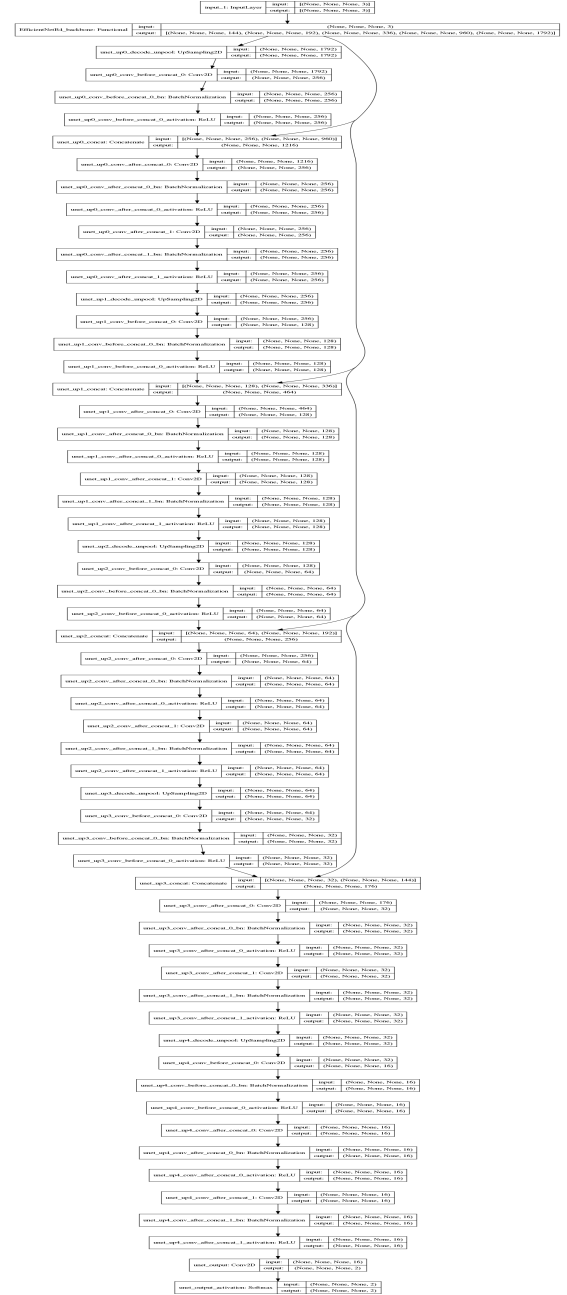 input_1: InputLayer input: [(None, None, None, 3)] output: [(None, None, None, 3)]
EfficientNetB4_backbone: Functional input: (None, None, None, 3) output: [(None, None, None, 144), (None, None, None, 192), (None, None, None, 336), (None, None, None, 960), (None, None, None, 1792)]
unet_up0_decode_unpool: UpSampling2D input: (None, None, None, 1792) output: (None, None, None, 1792)
unet_up0_conv_before_concat_0: Conv2D input: (None, None, None, 1792) output: (None, None, None, 256)
unet_up0_conv_before_concat_0_bn: BatchNormalization input: (None, None, None, 256) output: (None, None, None, 256)
unet_up0_conv_before_concat_0_activation: ReLU input: (None, None, None, 256) output: (None, None, None, 256)
unet_up0_concat: Concatenate input: [(None, None, None, 256), (None, None, None, 960)] output: (None, None, None, 1216)
unet_up0_conv_after_concat_0: Conv2D input: (None, None, None, 1216) output: (None, None, None, 256)
unet_up0_conv_after_concat_0_bn: BatchNormalization input: (None, None, None, 256) output: (None, None, None, 256)
unet_up0_conv_after_concat_0_activation: ReLU input: (None, None, None, 256) output: (None, None, None, 256)
unet_up0_conv_after_concat_1: Conv2D input: (None, None, None, 256) output: (None, None, None, 256)
unet_up0_conv_after_concat_1_bn: BatchNormalization input: (None, None, None, 256) output: (None, None, None, 256)
unet_up0_conv_after_concat_1_activation: ReLU input: (None, None, None, 256) output: (None, None, None, 256)
unet_up1_decode_unpool: UpSampling2D input: (None, None, None, 256) output: (None, None, None, 256)
unet_up1_conv_before_concat_0: Conv2D input: (None, None, None, 256) output: (None, None, None, 128)
unet_up1_conv_before_concat_0_bn: BatchNormalization input: (None, None, None, 128) output: (None, None, None, 128)
unet_up1_conv_before_concat_0_activation: ReLU input: (None, None, None, 128) output: (None, None, None, 128)
unet_up1_concat: Concatenate input: [(None, None, None, 128), (None, None, None, 336)] output: (None, None, None, 464)
unet_up1_conv_after_concat_0: Conv2D input: (None, None, None, 464) output: (None, None, None, 128)
unet_up1_conv_after_concat_0_bn: BatchNormalization input: (None, None, None, 128) output: (None, None, None, 128)
unet_up1_conv_after_concat_0_activation: ReLU input: (None, None, None, 128) output: (None, None, None, 128)
unet_up1_conv_after_concat_1: Conv2D input: (None, None, None, 128) output: (None, None, None, 128)
unet_up1_conv_after_concat_1_bn: BatchNormalization input: (None, None, None, 128) output: (None, None, None, 128)
unet_up1_conv_after_concat_1_activation: ReLU input: (None, None, None, 128) output: (None, None, None, 128)
unet_up2_decode_unpool: UpSampling2D input: (None, None, None, 128) output: (None, None, None, 128)
unet_up2_conv_before_concat_0: Conv2D input: (None, None, None, 128) output: (None, None, None, 64)
unet_up2_conv_before_concat_0_bn: BatchNormalization input: (None, None, None, 64) output: (None, None, None, 64)
unet_up2_conv_before_concat_0_activation: ReLU input: (None, None, None, 64) output: (None, None, None, 64)
unet_up2_concat: Concatenate input: [(None, None, None, 64), (None, None, None, 192)] output: (None, None, None, 256)
unet_up2_conv_after_concat_0: Conv2D input: (None, None, None, 256) output: (None, None, None, 64)
unet_up2_conv_after_concat_0_bn: BatchNormalization input: (None, None, None, 64) output: (None, None, None, 64)
unet_up2_conv_after_concat_0_activation: ReLU input: (None, None, None, 64) output: (None, None, None, 64)
unet_up2_conv_after_concat_1: Conv2D input: (None, None, None, 64) output: (None, None, None, 64)
unet_up2_conv_after_concat_1_bn: BatchNormalization input: (None, None, None, 64) output: (None, None, None, 64)
unet_up2_conv_after_concat_1_activation: ReLU input: (None, None, None, 64) output: (None, None, None, 64)
unet_up3_decode_unpool: UpSampling2D input: (None, None, None, 64) output: (None, None, None, 64)
unet_up3_conv_before_concat_0: Conv2D input: (None, None, None, 64) output: (None, None, None, 32)
unet_up3_conv_before_concat_0_bn: BatchNormalization input: (None, None, None, 32) output: (None, None, None, 32)
unet_up3_conv_before_concat_0_activation: ReLU input: (None, None, None, 32) output: (None, None, None, 32)
unet_up3_concat: Concatenate input: [(None, None, None, 32), (None, None, None, 144)] output: (None, None, None, 176)
unet_up3_conv_after_concat_0: Conv2D input: (None, None, None, 176) output: (None, None, None, 32)
unet_up3_conv_after_concat_0_bn: BatchNormalization input: (None, None, None, 32) output: (None, None, None, 32)
unet_up3_conv_after_concat_0_activation: ReLU input: (None, None, None, 32) output: (None, None, None, 32)
unet_up3_conv_after_concat_1: Conv2D input: (None, None, None, 32) output: (None, None, None, 32)
unet_up3_conv_after_concat_1_bn: BatchNormalization input: (None, None, None, 32) output: (None, None, None, 32)
unet_up3_conv_after_concat_1_activation: ReLU input: (None, None, None, 32) output: (None, None, None, 32)
unet_up4_decode_unpool: UpSampling2D input: (None, None, None, 32) output: (None, None, None, 32)
unet_up4_conv_before_concat_0: Conv2D input: (None, None, None, 32) output: (None, None, None, 16)
unet_up4_conv_before_concat_0_bn: BatchNormalization input: (None, None, None, 16) output: (None, None, None, 16)
unet_up4_conv_before_concat_0_activation: ReLU input: (None, None, None, 16) output: (None, None, None, 16)
unet_up4_conv_after_concat_0: Conv2D input: (None, None, None, 16) output: (None, None, None, 16)
unet_up4_conv_after_concat_0_bn: BatchNormalization input: (None, None, None, 16) output: (None, None, None, 16)
unet_up4_conv_after_concat_0_activation: ReLU input: (None, None, None, 16) output: (None, None, None, 16)
unet_up4_conv_after_concat_1: Conv2D input: (None, None, None, 16) output: (None, None, None, 16)
unet_up4_conv_after_concat_1_bn: BatchNormalization input: (None, None, None, 16) output: (None, None, None, 16)
unet_up4_conv_after_concat_1_activation: ReLU input: (None, None, None, 16) output: (None, None, None, 16)
unet_output: Conv2D input: (None, None, None, 16) output: (None, None, None, 2)
unet_output_activation: Softmax input: (None, None, None, 2) output: (None, None, None, 2)